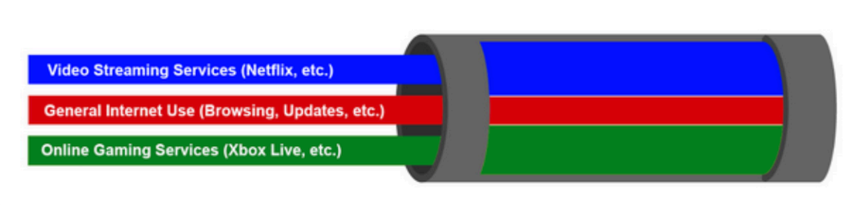 Video Streaming Services (Netflix, etc.)
General Internet Use (Browsing, Updates, etc.)
Online Gaming Services (Xbox Live, etc.)